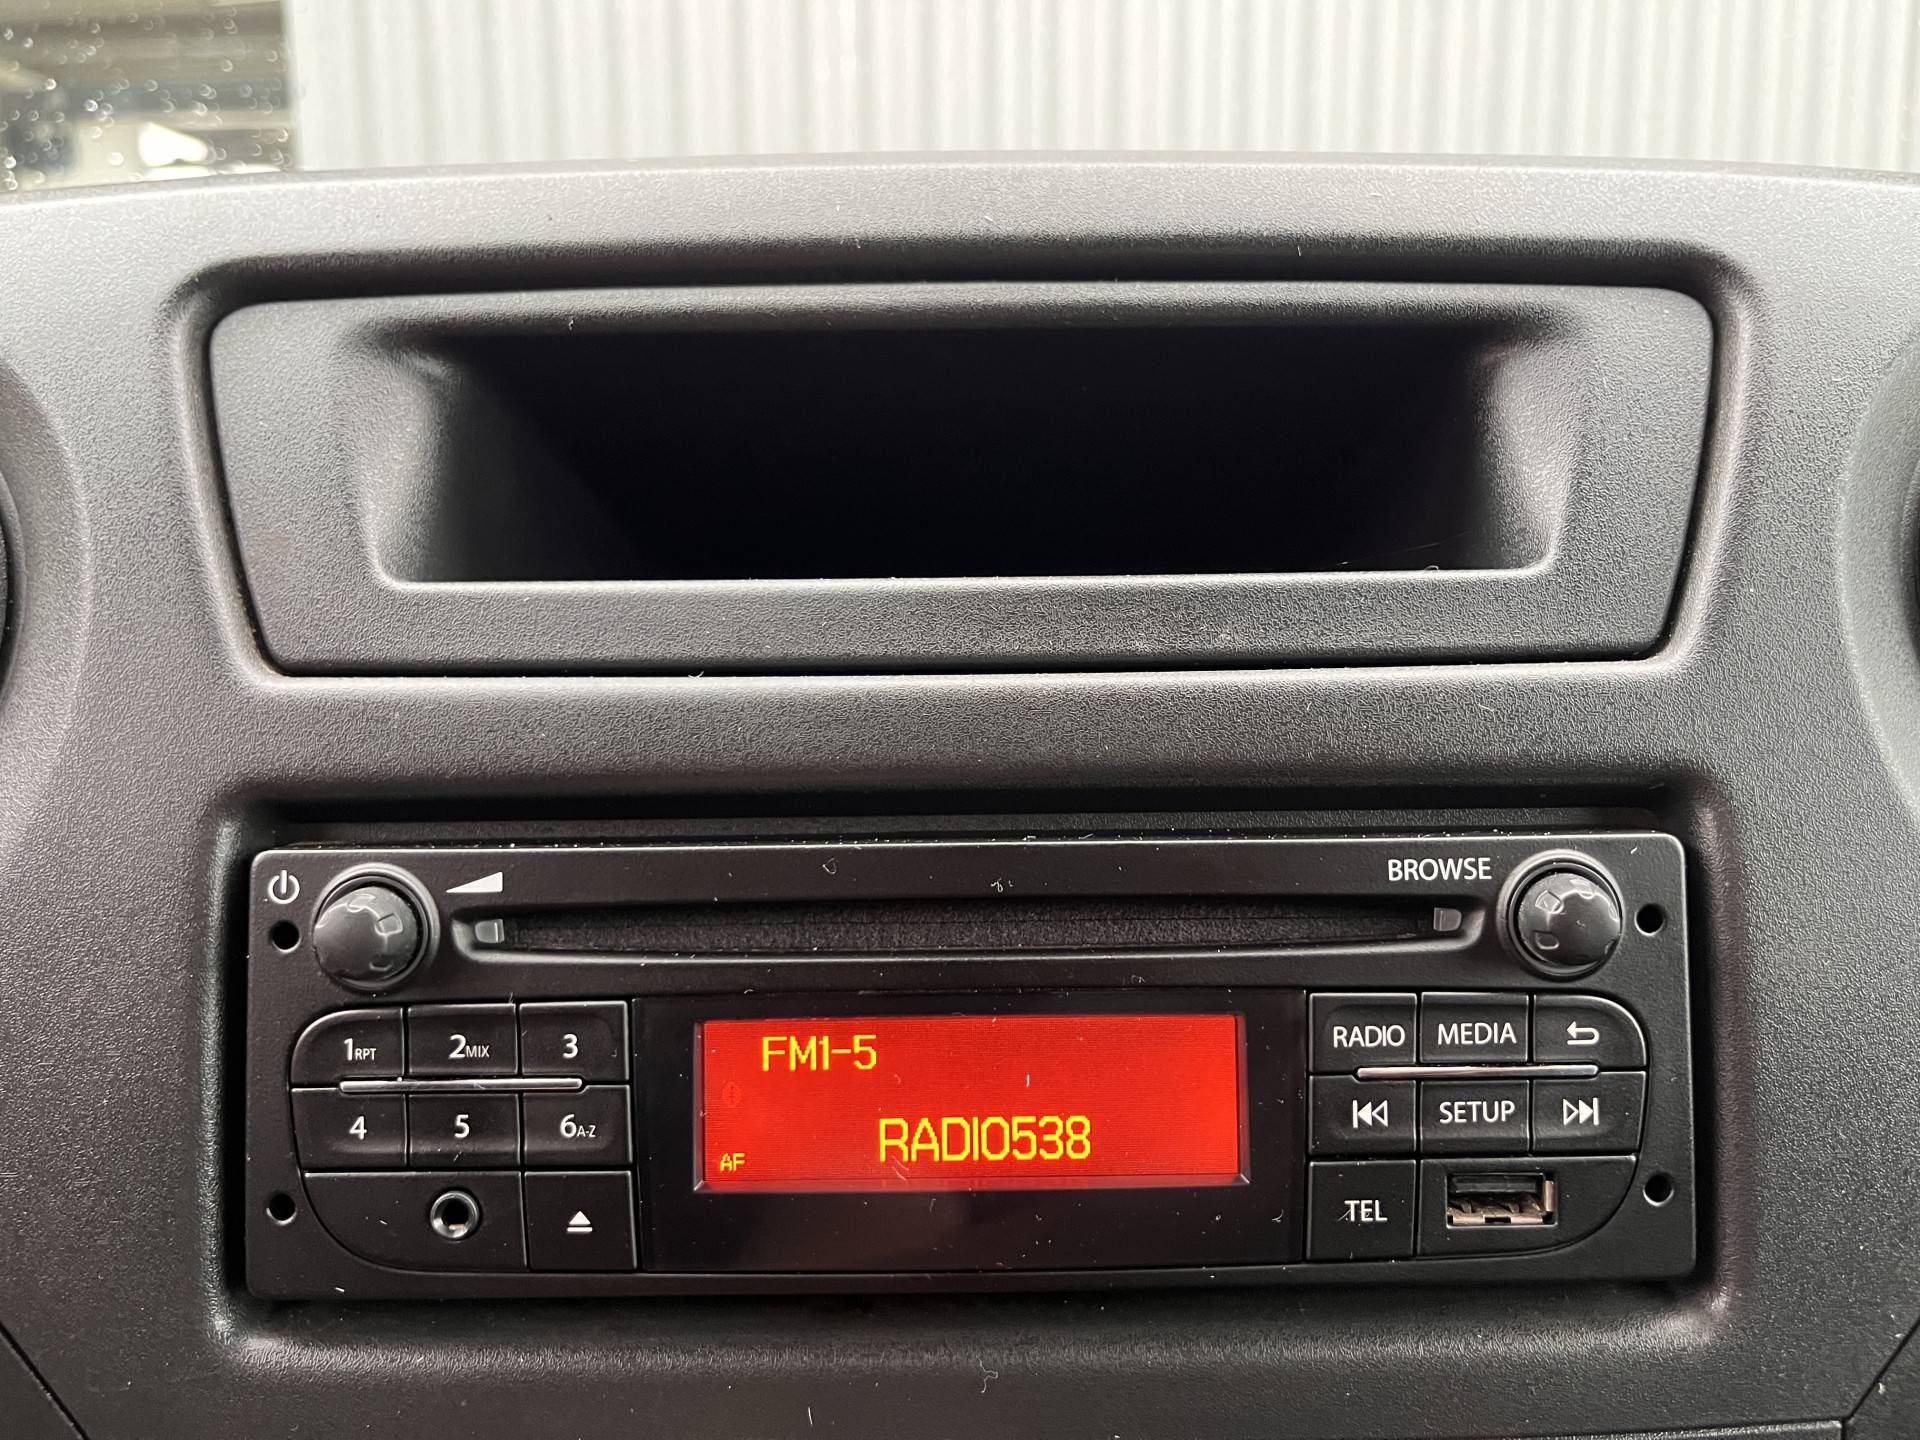 BROWSE
1RPT 2MIX 3
4 5 6A-Z
FM1-5
RADIO538
AF
RADIO MEDIA
SETUP
TEL